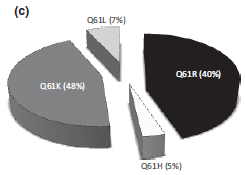 (c)
Q61L (7%)
Q61K (48%)
Q61R (40%)
Q61H (5%)